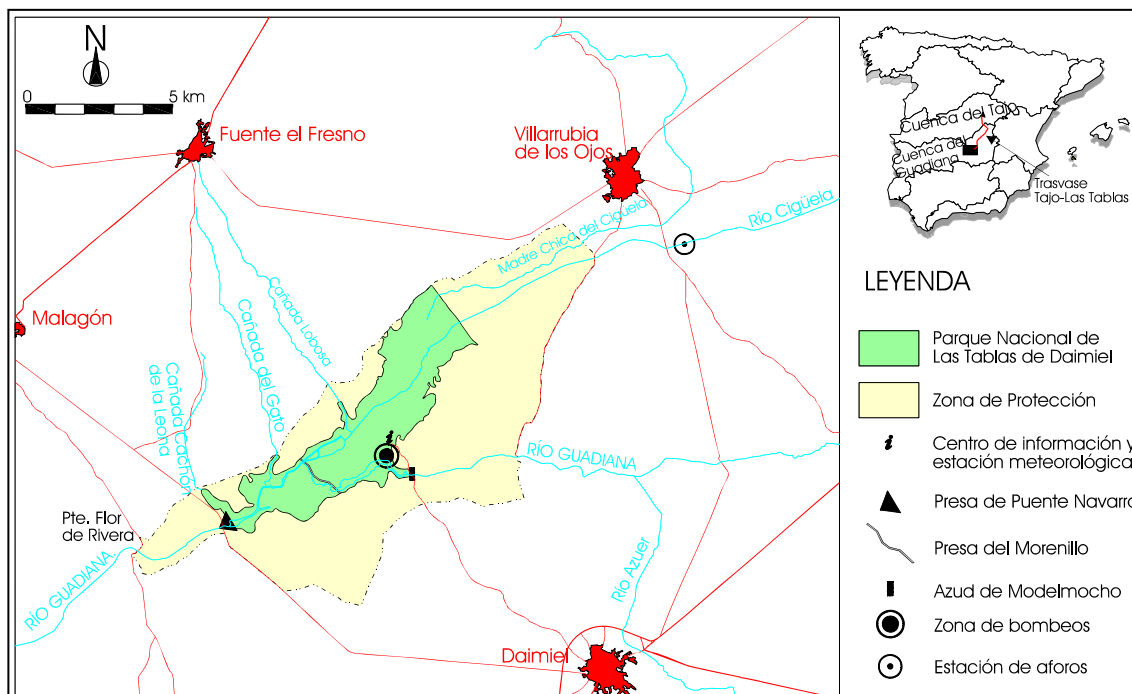 N
0 5 km
Fuente el Fresno
Villarrubia
de los Ojos
Madre Chica del Cigüela
Río Cigüela
Malagón
Cañada Lobosa
Cañada del Gato
Cañada Cachón
de la Leona
i
RÍO GUADIANA
Pte. Flor
de Rivera
RÍO GUADIANA
Río Azuer
Daimiel
Cuenca del Tajo
Cuenca del
Guadiana
Trasvase
Tajo-Las Tablas
LEYENDA
Parque Nacional de
Las Tablas de Daimiel
Zona de Protección
i Centro de información y
estación meteorológica
Presa de Puente Navarro
Presa del Morenillo
Azud de Modelmocho
Zona de bombeos
Estación de aforos